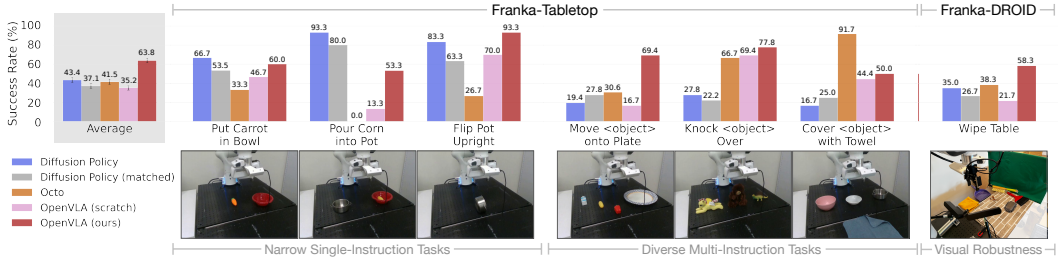 Franka-Tabletop
Franka-DROID
Success Rate (%)
100
80
60
40
20
0
43.4 37.1 41.5 35.2 63.8
Average
66.7 53.5 33.3 46.7 60.0
Put Carrot
in Bowl
93.3 80.0 0.0 13.3 53.3
Pour Corn
into Pot
83.3 63.3 26.7 70.0 93.3
Flip Pot
Upright
19.4 27.8 30.6 16.7 69.4
Move <object>
onto Plate
27.8 22.2 66.7 69.4 77.8
Knock <object>
Over
16.7 25.0 91.7 44.4 50.0
Cover <object>
with Towel
35.0 26.7 38.3 21.7 58.3
Wipe Table
Diffusion Policy
Diffusion Policy (matched)
Octo
OpenVLA (scratch)
OpenVLA (ours)
Narrow Single-Instruction Tasks
Diverse Multi-Instruction Tasks
Visual Robustness